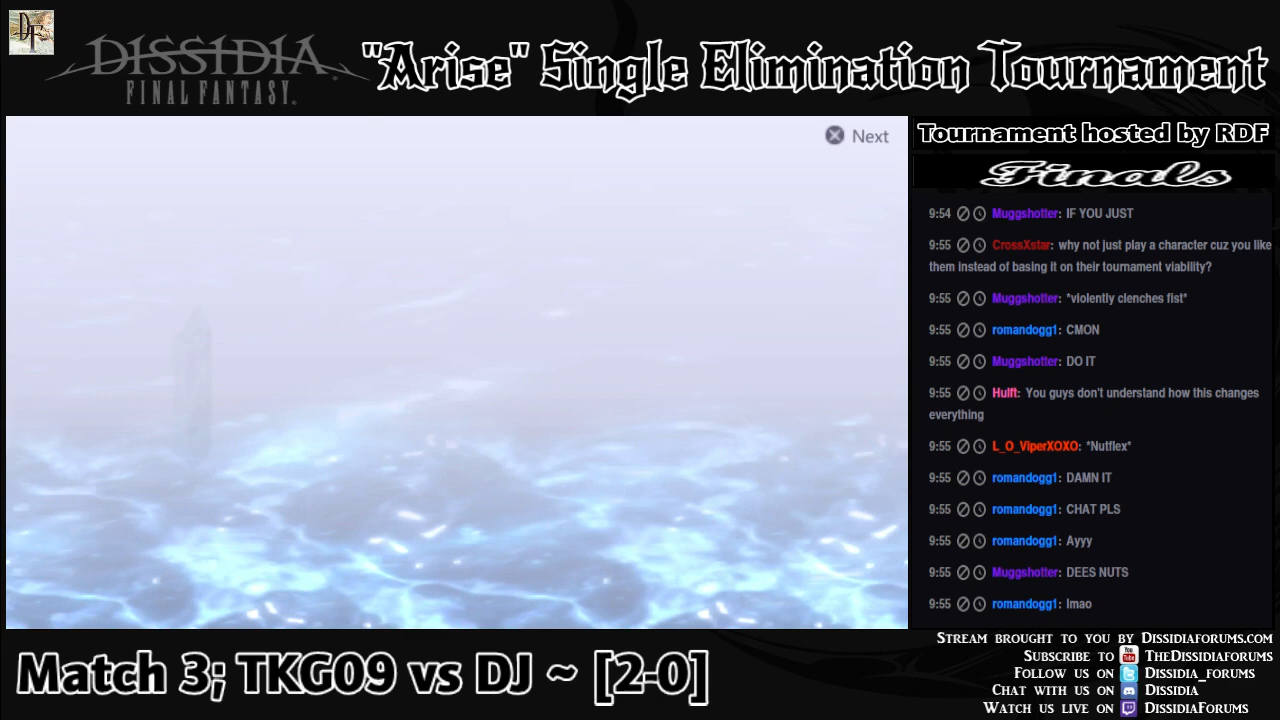 DF
DISSIDIA
FINAL FANTASY
"Arise" Single Elimination Tournament
Next
Tournament hosted by RDF
Finals
9:54 Muggshotter: IF YOU JUST
9:55 CrossXstar: why not just play a character cuz you like
them instead of basing it on their tournament viability?
9:55 Muggshotter: *violently clenches fist*
9:55 romandogg1: CMON
9:55 Muggshotter: DO IT
9:55 Hulft: You guys don't understand how this changes
everything
9:55 L_O_ViperXOXO: *Nutflex*
9:55 romandogg1: DAMN IT
9:55 romandogg1: CHAT PLS
9:55 romandogg1: Ayyy
9:55 Muggshotter: DEES NUTS
9:55 romandogg1: lmao
Match 3; TKG09 vs DJ ~ [2-0]
Stream brought to you by Dissidiaforums.com
Subscribe to You Tube TheDissidiaforums
Follow us on Dissidia_forums
Chat with us on Dissidia
Watch us live on DissidiaForums